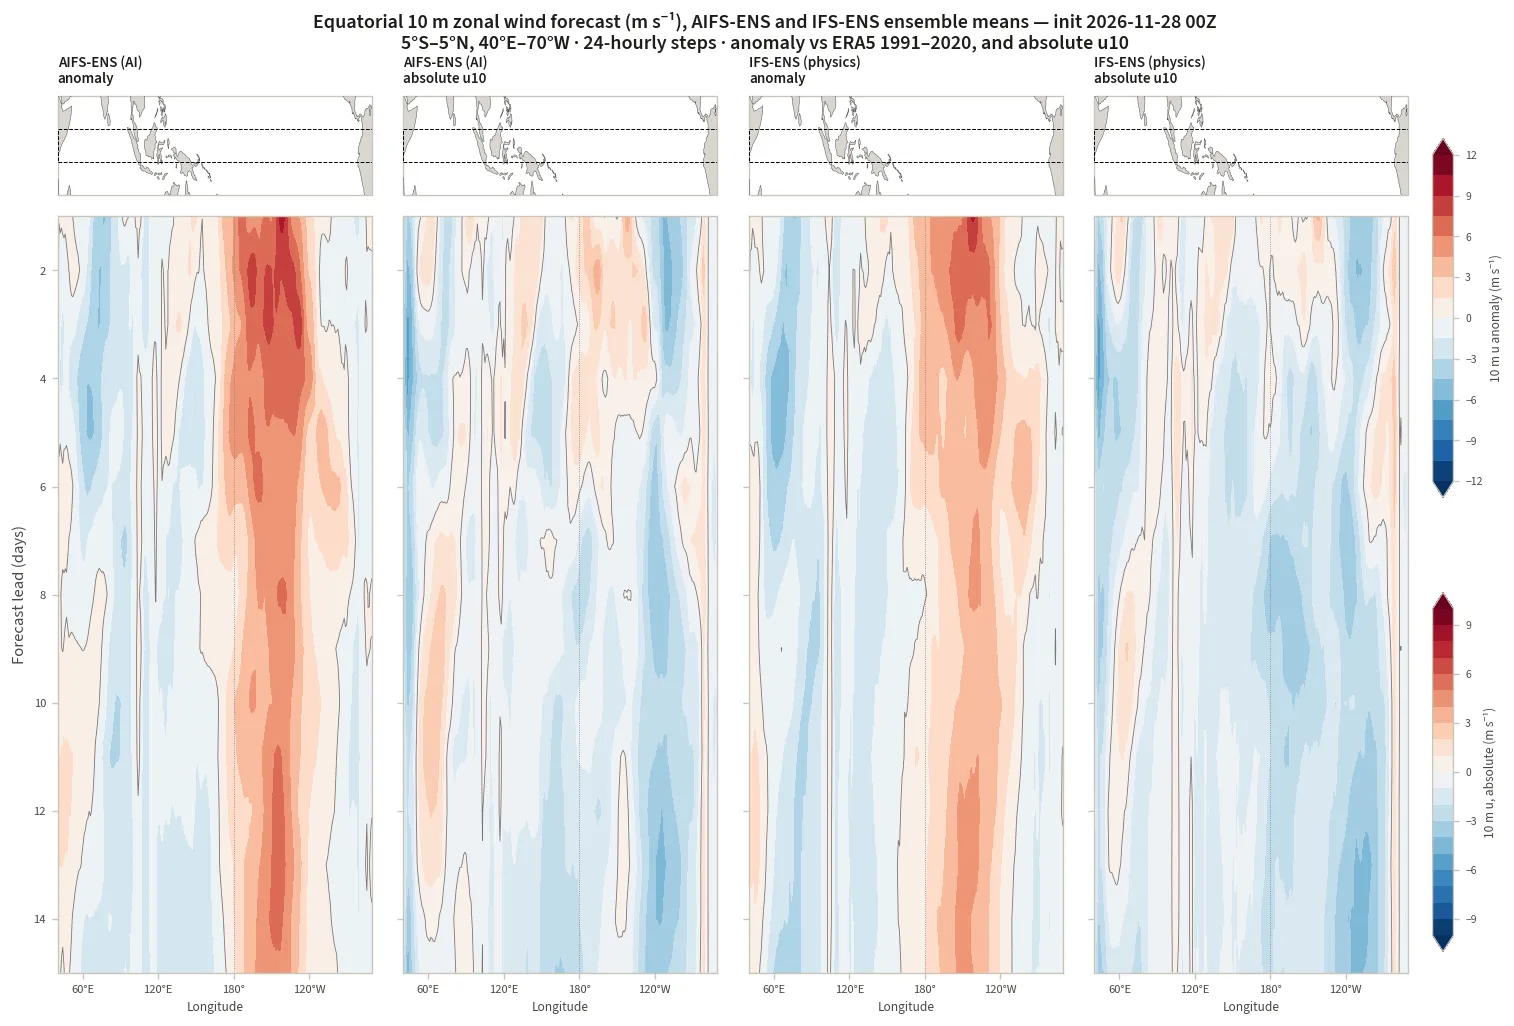 Equatorial 10 m zonal wind forecast (m s⁻¹), AIFS-ENS and IFS-ENS ensemble means — init 2026-11-28 00Z
5°S–5°N, 40°E–70°W · 24-hourly steps · anomaly vs ERA5 1991–2020, and absolute u10
AIFS-ENS (AI)
anomaly
AIFS-ENS (AI)
absolute u10
IFS-ENS (physics)
anomaly
IFS-ENS (physics)
absolute u10
Forecast lead (days)
2
4
6
8
10
12
14
60°E 120°E 180° 120°W
Longitude
60°E 120°E 180° 120°W
Longitude
60°E 120°E 180° 120°W
Longitude
60°E 120°E 180° 120°W
Longitude
12
9
6
3
0
−3
−6
−9
−12
10 m u anomaly (m s⁻¹)
9
6
3
0
−3
−6
−9
10 m u, absolute (m s⁻¹)